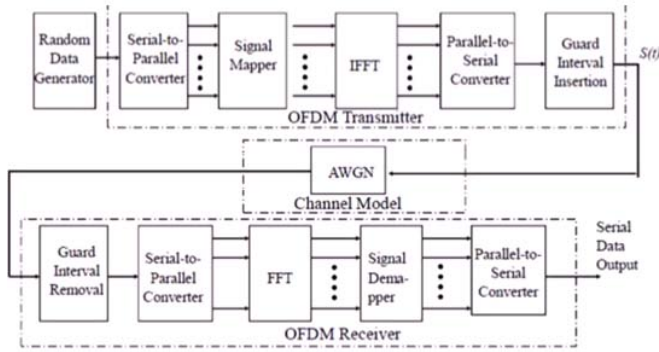 Random
Data
Generator
Serial-to-
Parallel
Converter
Signal
Mapper
IFFT
Parallel-to-
Serial
Converter
Guard
Interval
Insertion
S(t)
OFDM Transmitter
AWGN
Channel Model
Guard
Interval
Removal
Serial-to-
Parallel
Converter
FFT
Signal
Dema-
pper
Parallel-to-
Serial
Converter
Serial
Data
Output
OFDM Receiver